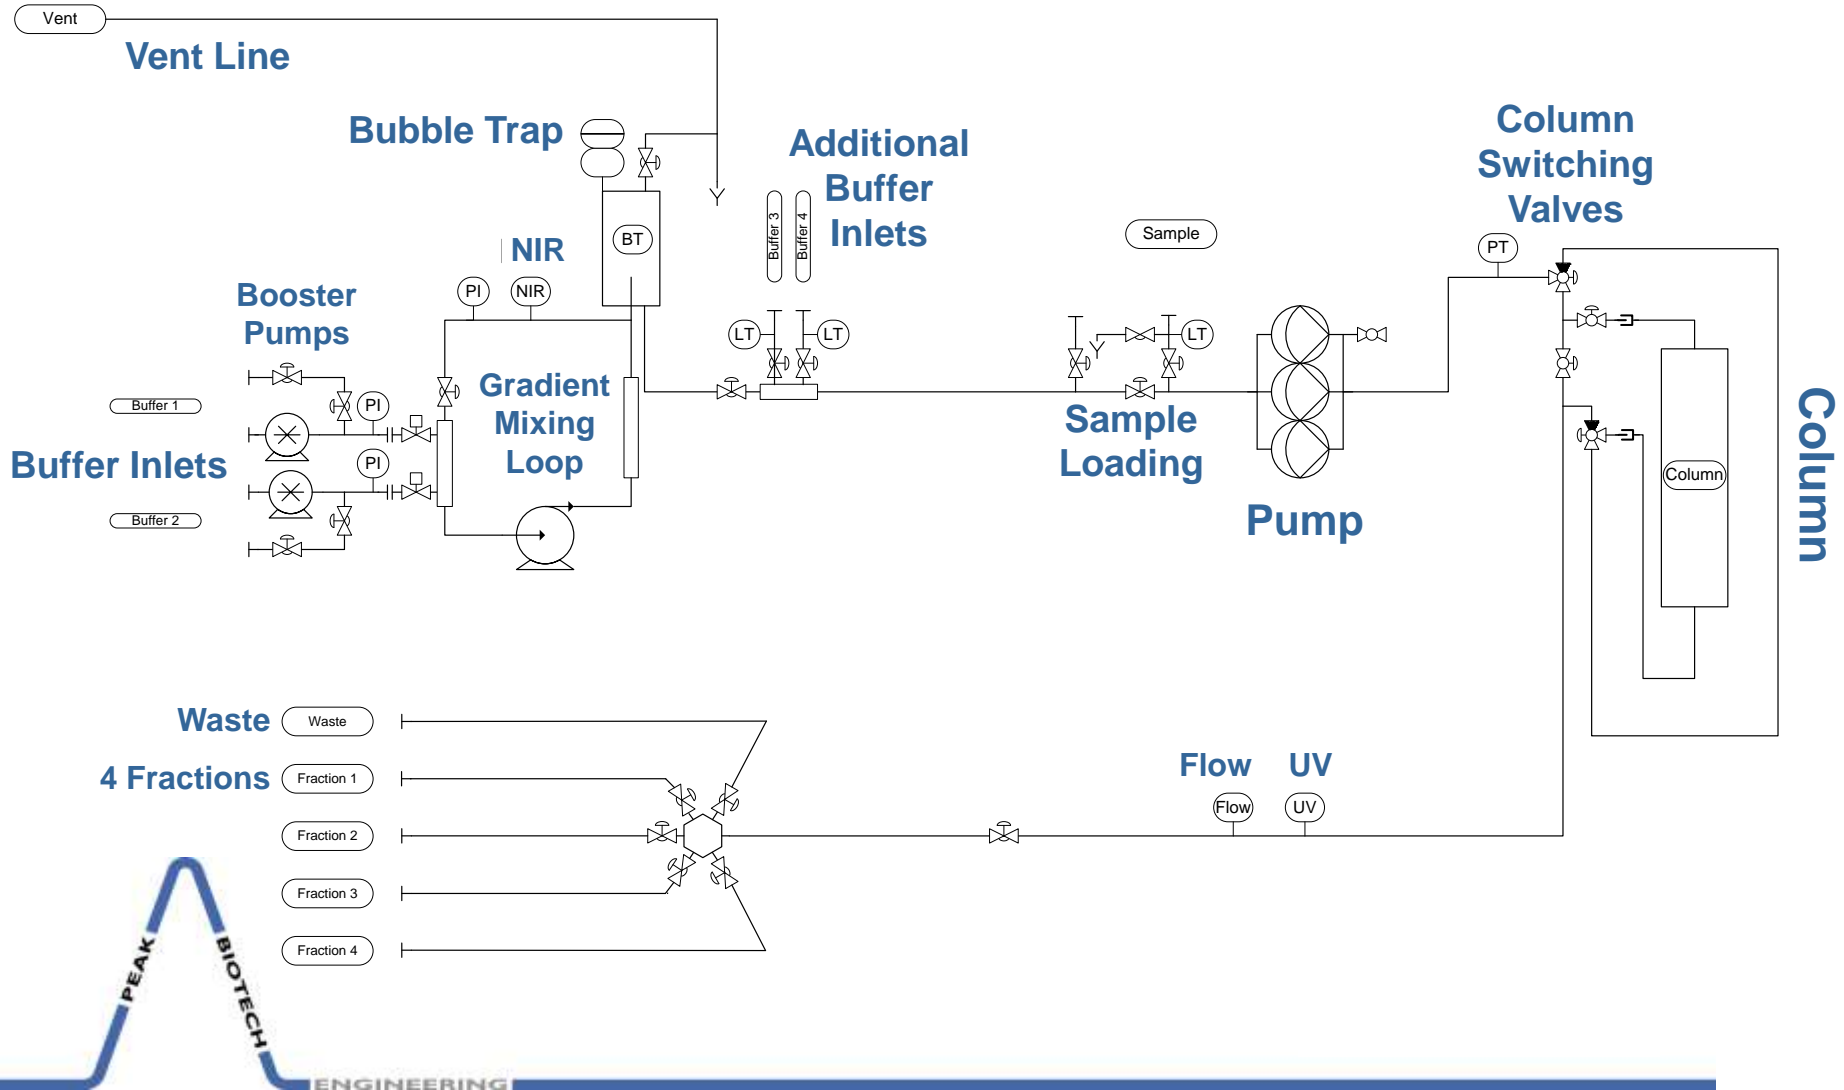 Vent
Vent Line
Bubble Trap
Additional
Buffer
Inlets
Column
Switching
Valves
Buffer 3
Buffer 4
Sample
BT
NIR
PT
PI
NIR
Booster
Pumps
LT
LT
LT
Gradient
Mixing
Loop
Buffer 1
PI
Sample
Loading
Buffer Inlets
PI
Column
Column
Buffer 2
Pump
Waste
Waste
4 Fractions
Fraction 1
Flow
UV
Flow
UV
Fraction 2
Fraction 3
Fraction 4
PEAK
BIOTECH
ENGINEERING